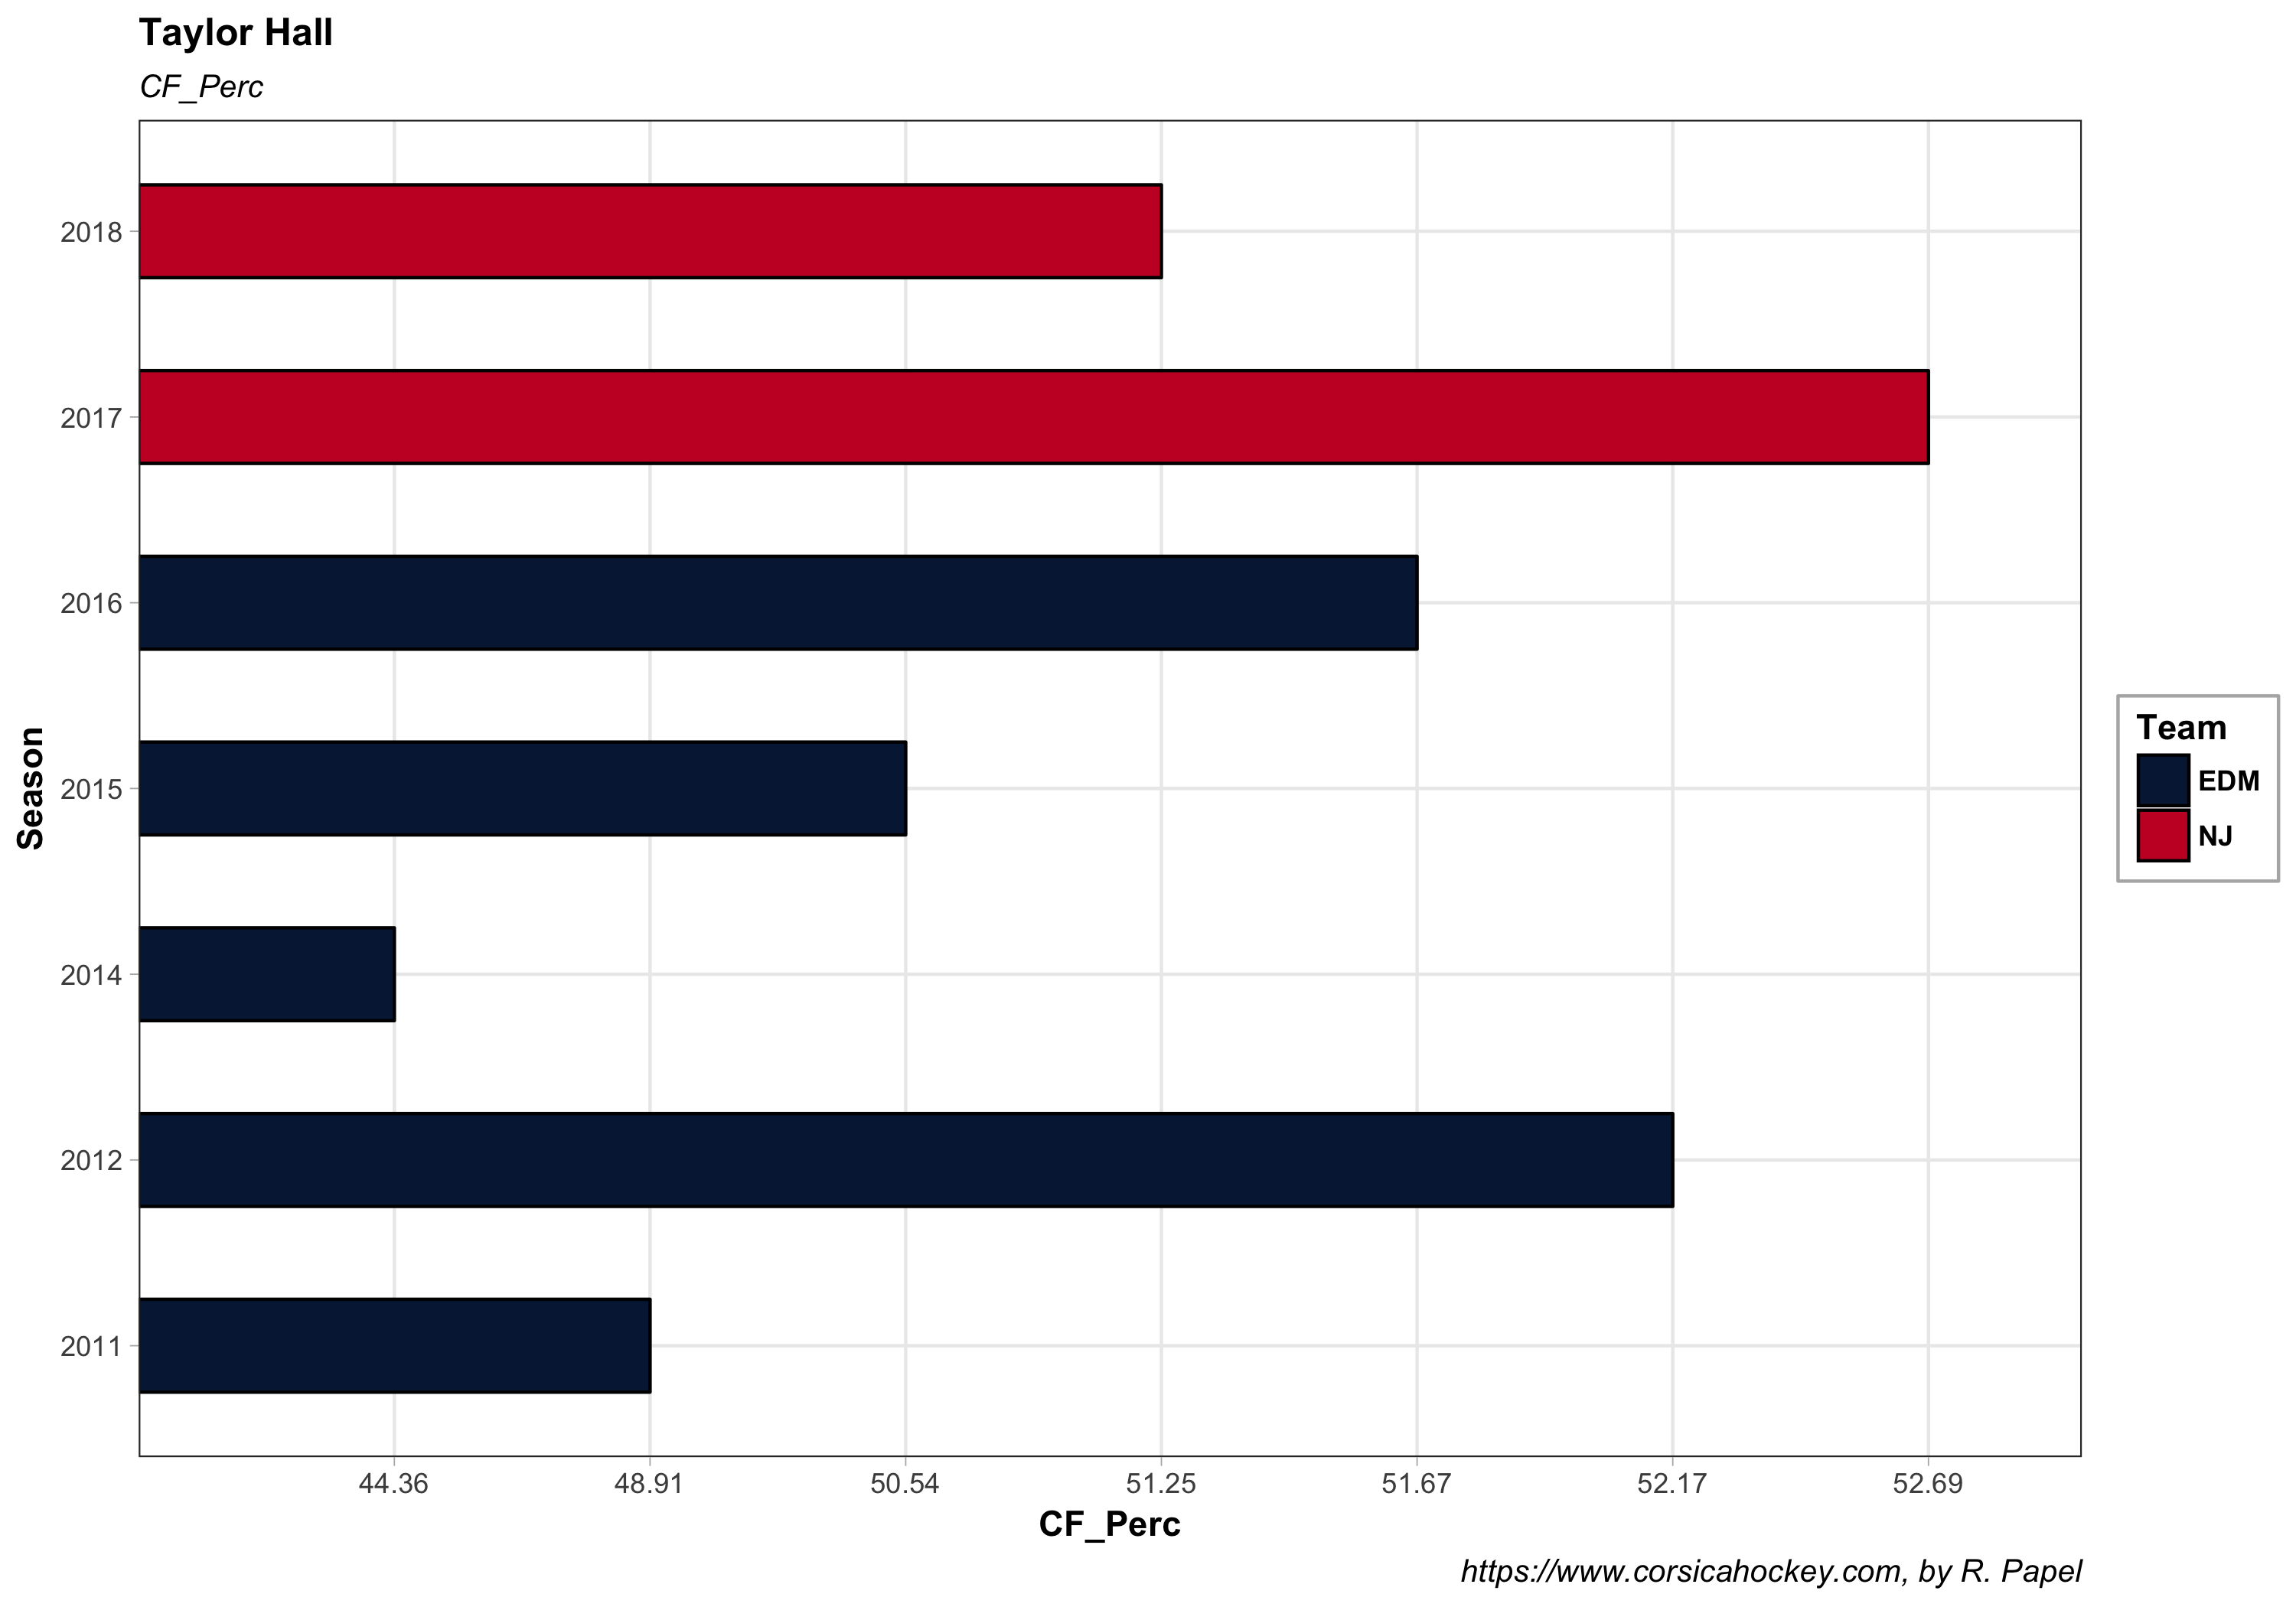 Taylor Hall
CF_Perc
2018
2017
2016
2015
2014
2012
2011
Season
44.36 48.91 50.54 51.25 51.67 52.17 52.69
CF_Perc
Team
EDM
NJ
https://www.corsicahockey.com, by R. Papel